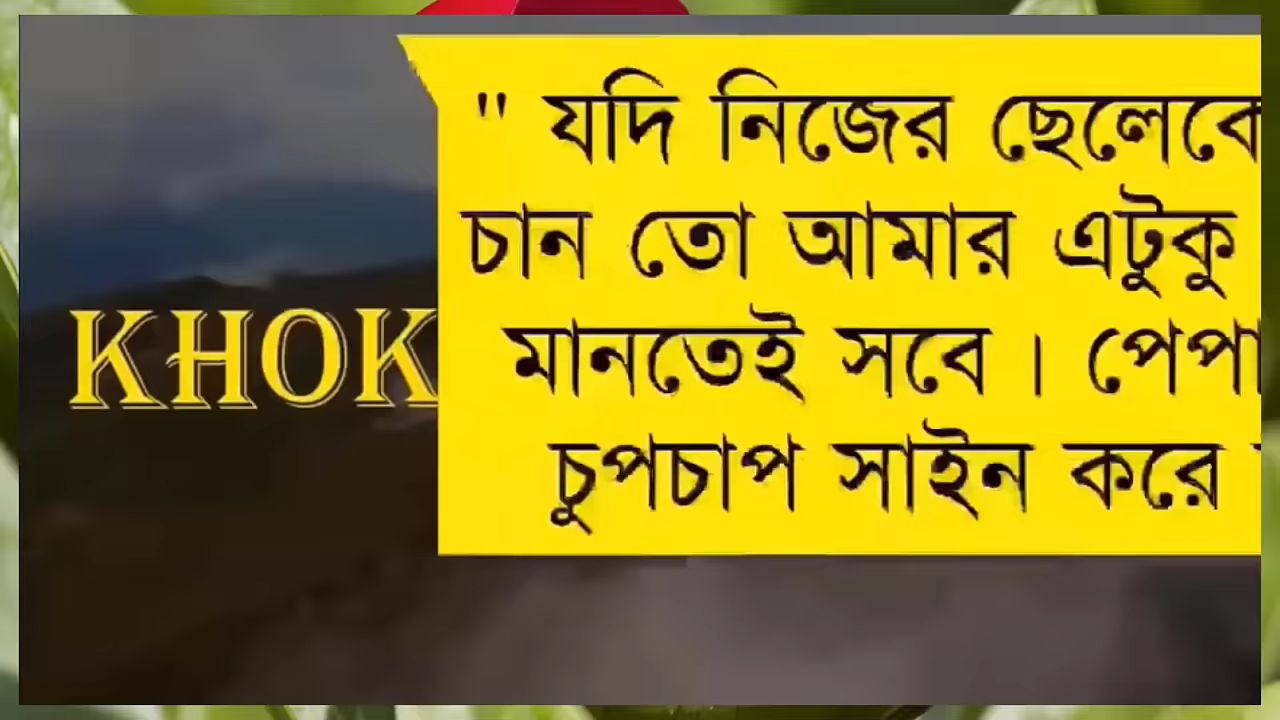 " যদি নিজের ছেলেকে
চান তো আমার এটুকু
KHOK
মানতেই সবে ।
চুপচাপ সাইন করে